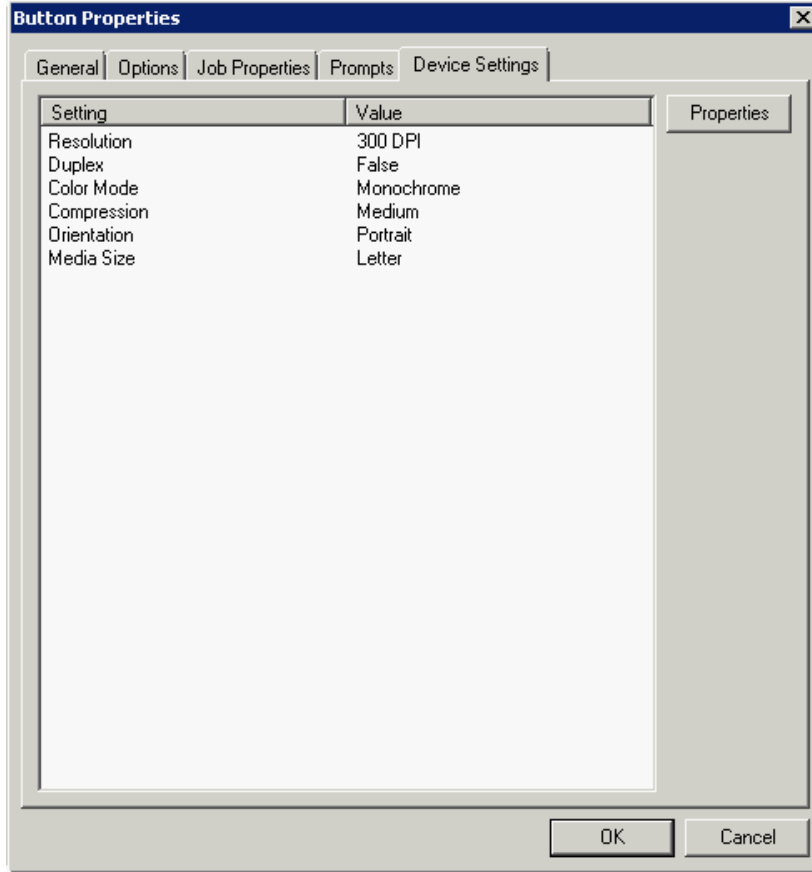 Button Properties
General Options Job Properties Prompts Device Settings
Setting Value Properties
Resolution 300 DPI
Duplex False
Color Mode Monochrome
Compression Medium
Orientation Portrait
Media Size Letter
OK Cancel